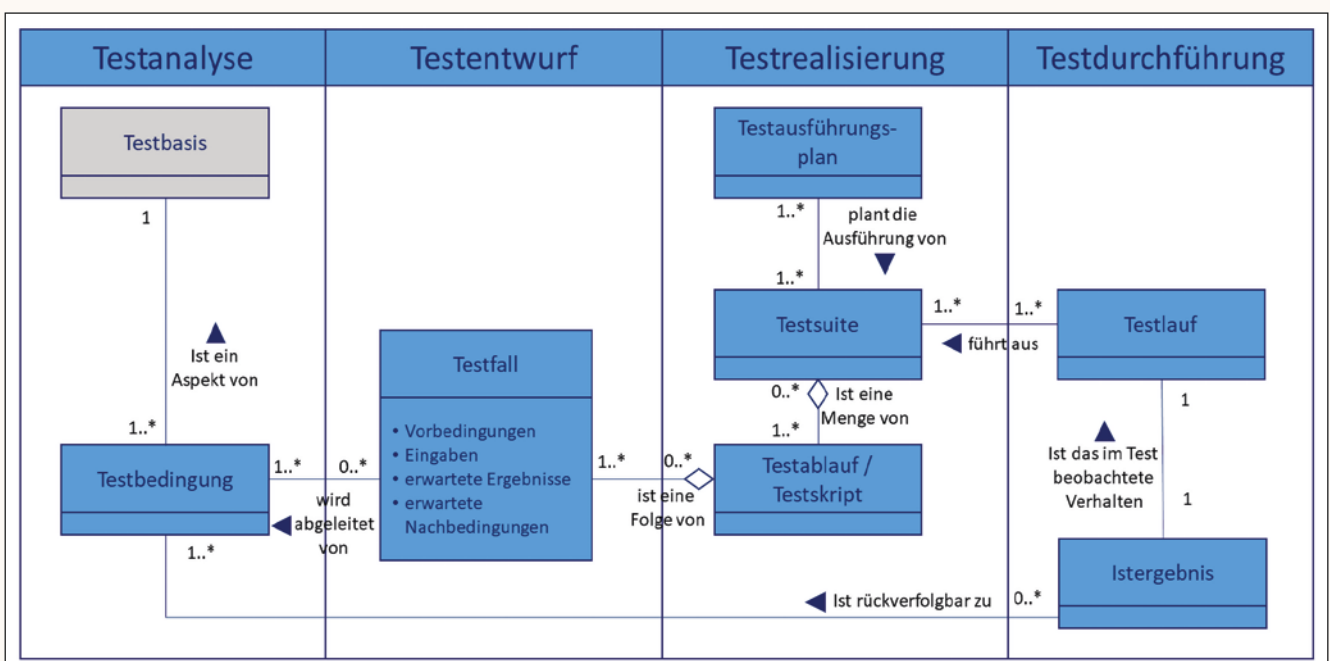 Testanalyse
Testentwurf
Testrealisierung
Testdurchführung
Testbasis
1
Ist ein
Aspekt von
1..*
Testbedingung
1..*
1..*
0..*
wird
abgeleitet
von
Testfall
• Vorbedingungen
• Eingaben
• erwartete Ergebnisse
• erwartete
Nachbedingungen
1..*
0..*
ist eine
Folge von
Testausführungs-
plan
1..*
plant die
Ausführung von
1..*
Testsuite
0..*
Ist eine
Menge von
1..*
Testablauf /
Testskript
1..*
1..*
führt aus
Testlauf
1
Ist das im Test
beobachtete
Verhalten
1
Istergebnis
Ist rückverfolgbar zu
0..*